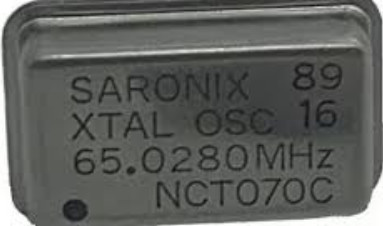 SARONIX 89
XTAL OSC 16
65.0280MHz
NCT070C